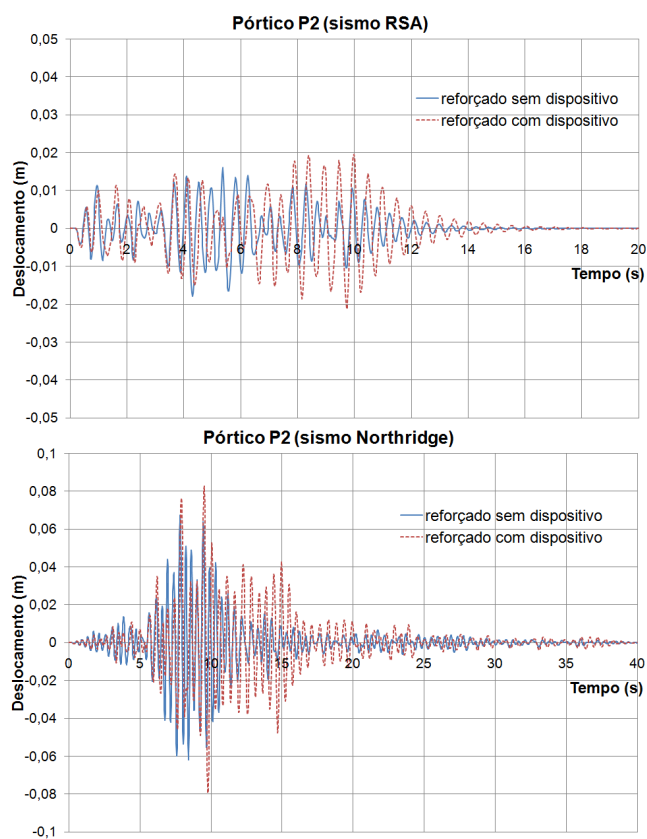 Pórtico P2 (sismo RSA)
0,05
0,04
0,03
0,02
0,01
0
-0,01
-0,02
-0,03
-0,04
-0,05
Deslocamento (m)
reforçado sem dispositivo
reforçado com dispositivo
0 2 4 6 8 10 12 14 16 18 20
Tempo (s)
Pórtico P2 (sismo Northridge)
0,1
0,08
0,06
0,04
0,02
0
-0,02
-0,04
-0,06
-0,08
-0,1
Deslocamento (m)
reforçado sem dispositivo
reforçado com dispositivo
0 5 10 15 20 25 30 35 40
Tempo (s)